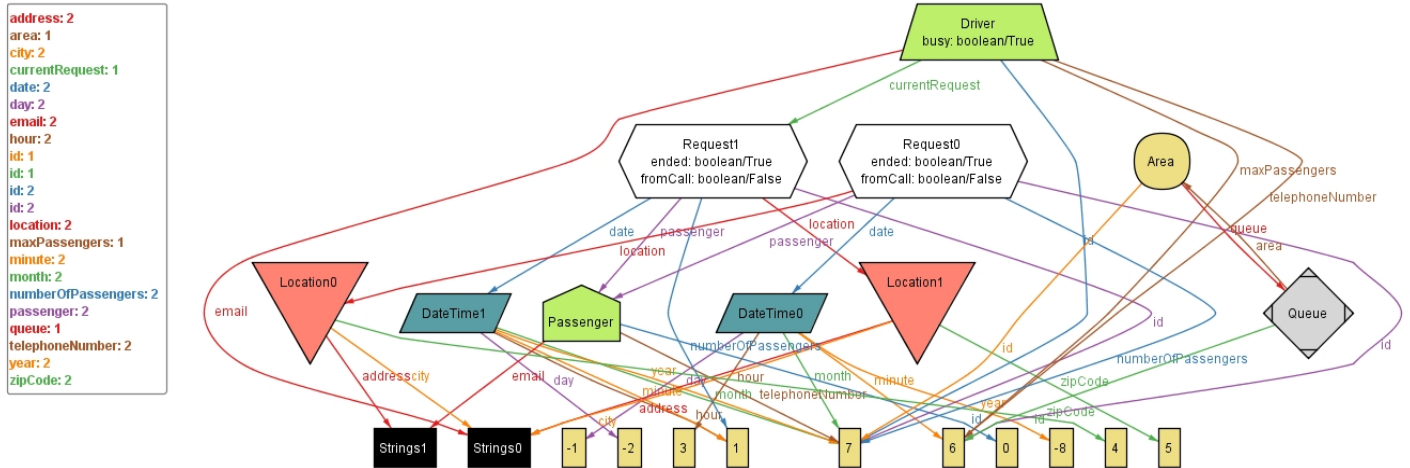 address: 2
area: 1
city: 2
currentRequest: 1
date: 2
day: 2
email: 2
hour: 2
id: 1
id: 1
id: 2
id: 2
location: 2
maxPassengers: 1
minute: 2
month: 2
numberOfPassengers: 2
passenger: 2
queue: 1
telephoneNumber: 2
year: 2
zipCode: 2
Driver
busy: boolean/True
currentRequest
Request1
ended: boolean/True
fromCall: boolean/False
Request0
ended: boolean/True
fromCall: boolean/False
Area
maxPassengers
telephoneNumber
date
passenger
location
location
passenger
date
id
queue
area
Location0
DateTime1
Passenger
DateTime0
Location1
Queue
email
numberOfPassengers
id
id
id
numberOfPassengers
address
city
day
email
year
minute
month
hour
day
hour
telephoneNumber
month
minute
year
zipCode
zipCode
city
address
id
id
Strings1
Strings0
-1
-2
3
1
7
6
0
-8
4
5